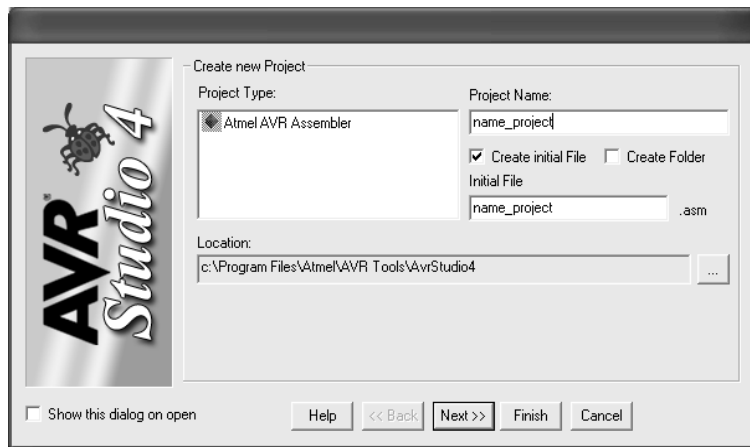 AVR®
Studio 4
Create new Project
Project Type:
Atmel AVR Assembler
Project Name:
name_project
Create initial File
Create Folder
Initial File
name_project .asm
Location:
c:\Program Files\Atmel\AVR Tools\AvrStudio4
...
Show this dialog on open
Help
<< Back
Next >>
Finish
Cancel